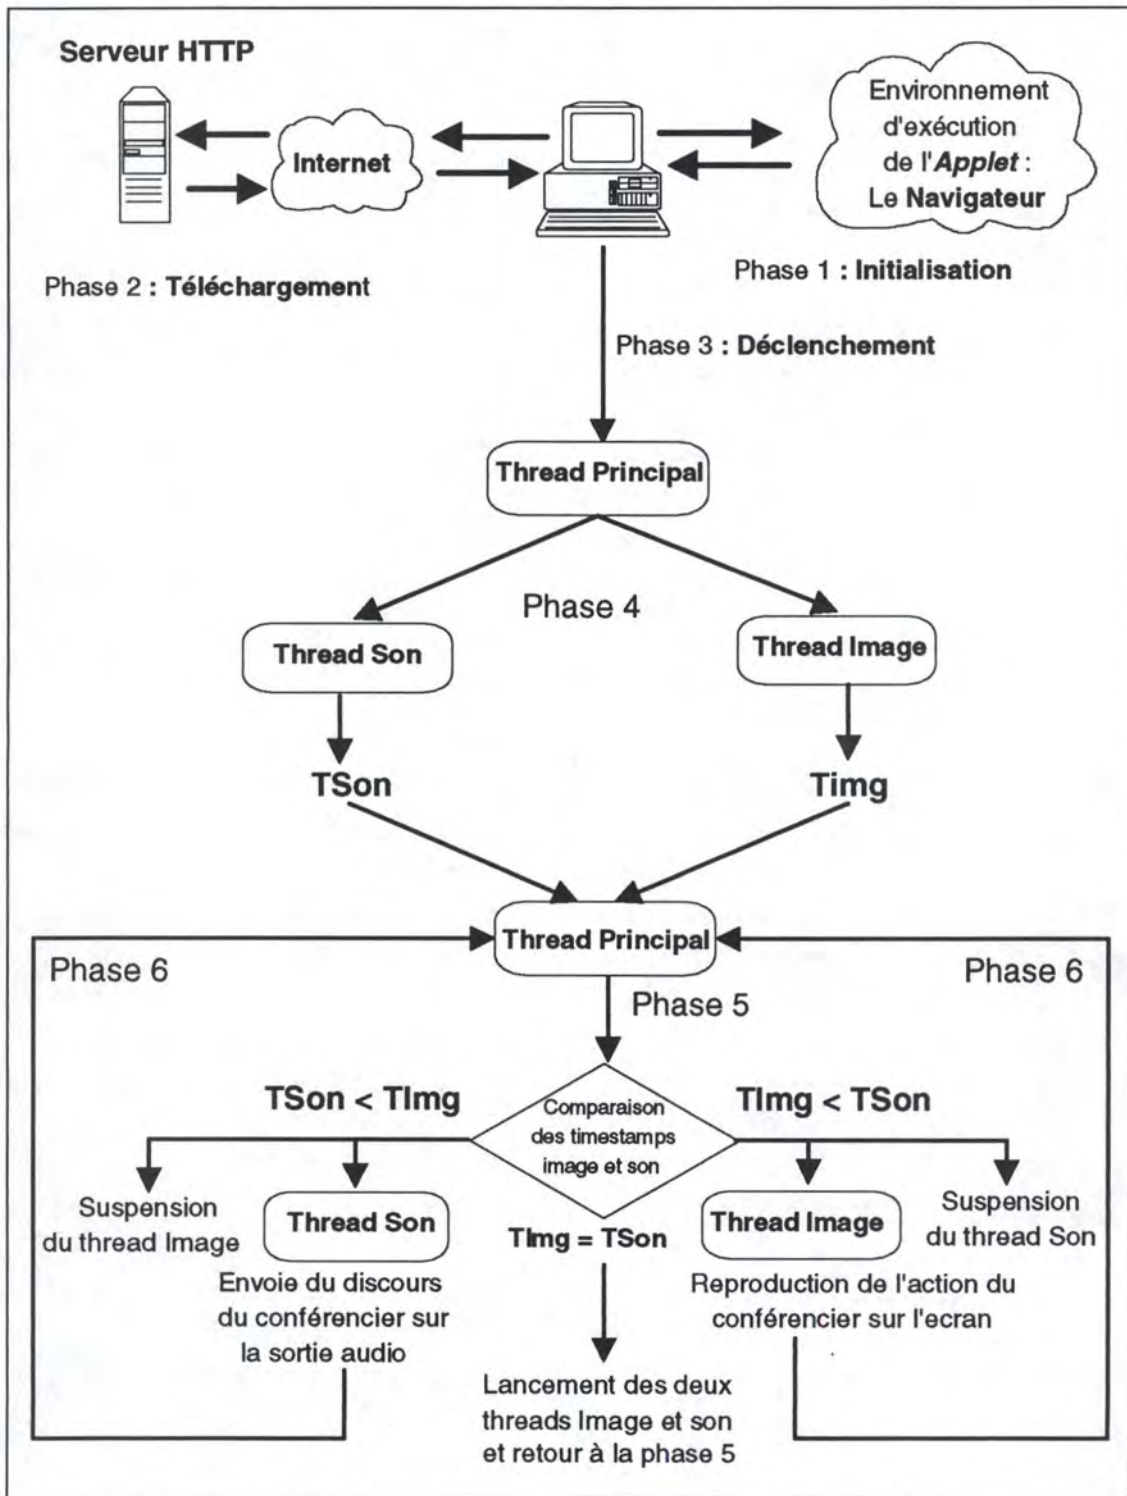 Serveur HTTP
Internet
Environnement
d'exécution
de l'Applet :
Le Navigateur
Phase 2 : Téléchargement
Phase 1 : Initialisation
Phase 3 : Déclenchement
Thread Principal
Phase 4
Thread Son
Thread Image
TSon
Timg
Thread Principal
Phase 6
Phase 6
Phase 5
TSon < TImg
Comparaison
des timestamps
image et son
TImg < TSon
Suspension
du thread Image
Thread Son
Envoie du discours
du conférencier sur
la sortie audio
TImg = TSon
Lancement des deux
threads Image et son
et retour à la phase 5
Thread Image
Reproduction de l'action du
conférencier sur l'ecran
Suspension
du thread Son